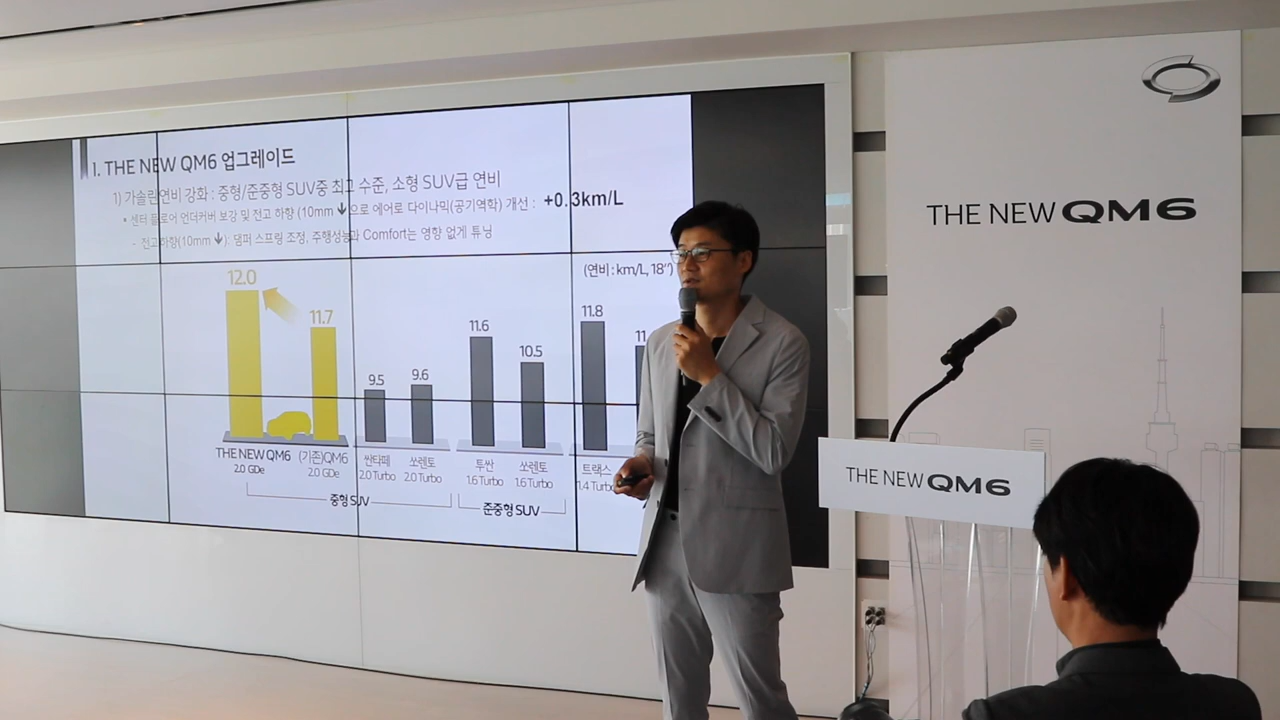 I. THE NEW QM6 업그레이드
1) 가솔린연비 강화 : 중형/준중형 SUV중 최고 수준, 소형 SUV급 연비
• 센터 플로어 언더커버 보강 및 전고 하향 (10mm ↓)으로 에어로 다이나믹(공기역학) 개선 : +0.3km/L
- 전고하향(10mm ↓): 댐퍼 스프링 조정, 주행성능과 Comfort는 영향 없게 튜닝
(연비 : km/L, 18")
12.0
11.7
9.5
9.6
11.6
10.5
11.8
11
THE NEW QM6
2.0 GDe
(기존)QM6
2.0 GDe
싼타페
2.0 Turbo
쏘렌토
2.0 Turbo
투싼
1.6 Turbo
쏘렌토
1.6 Turbo
트랙스
1.4 Turbo
중형 SUV
준중형 SUV
THE NEW QM6
THE NEW QM6